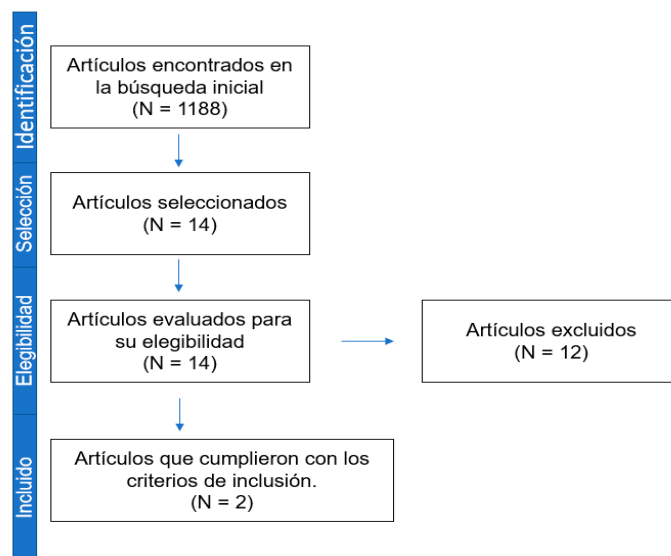 Identificación
Artículos encontrados en
la búsqueda inicial
(N = 1188)
Selección
Artículos seleccionados
(N = 14)
Elegibilidad
Artículos evaluados para
su elegibilidad
(N = 14)
Artículos excluidos
(N = 12)
Incluido
Artículos que cumplieron con los
criterios de inclusión.
(N = 2)